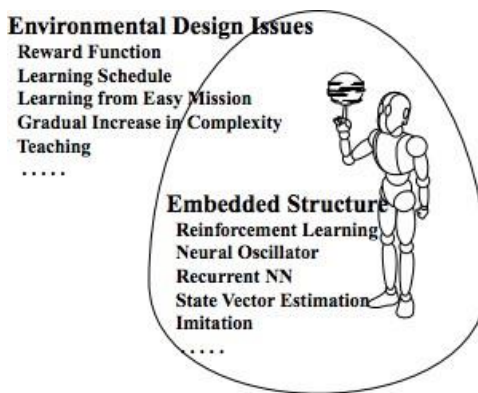 Environmental Design Issues
Reward Function
Learning Schedule
Learning from Easy Mission
Gradual Increase in Complexity
Teaching
. . . . .
Embedded Structure
Reinforcement Learning
Neural Oscillator
Recurrent NN
State Vector Estimation
Imitation
. . . . .